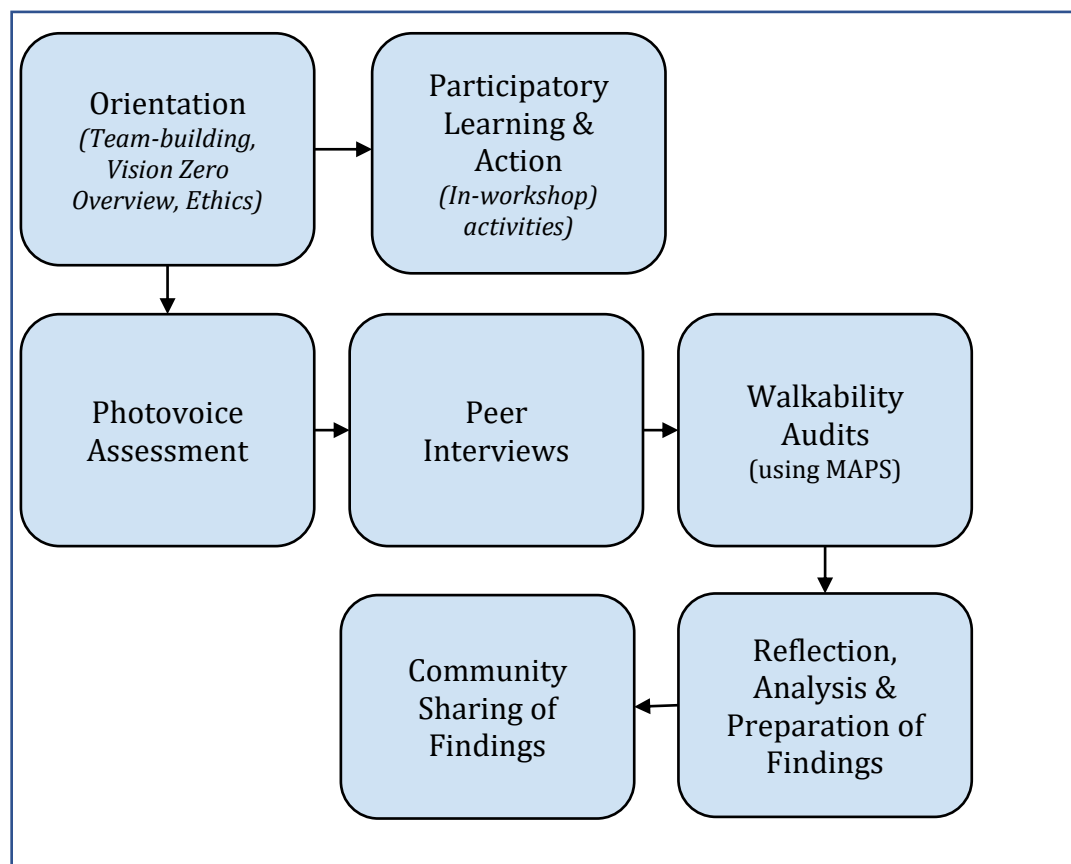 Orientation
(Team-building,
Vision Zero
Overview, Ethics)
Participatory
Learning &
Action
(In-workshop)
activities)
Photovoice
Assessment
Peer
Interviews
Walkability
Audits
(using MAPS)
Community
Sharing of
Findings
Reflection,
Analysis &
Preparation of
Findings